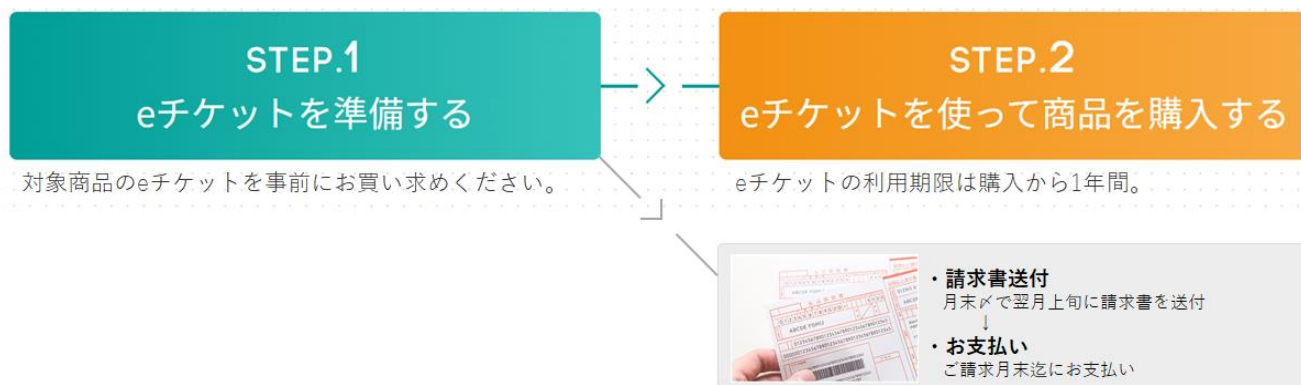 STEP.1
eチケットを準備する
対象商品のeチケットを事前にお買い求めください。
STEP.2
eチケットを使って商品を購入する
eチケットの利用期限は購入から1年間。
・請求書送付
月末〆で翌月上旬に請求書を送付
↓
・お支払い
ご請求月末迄にお支払い